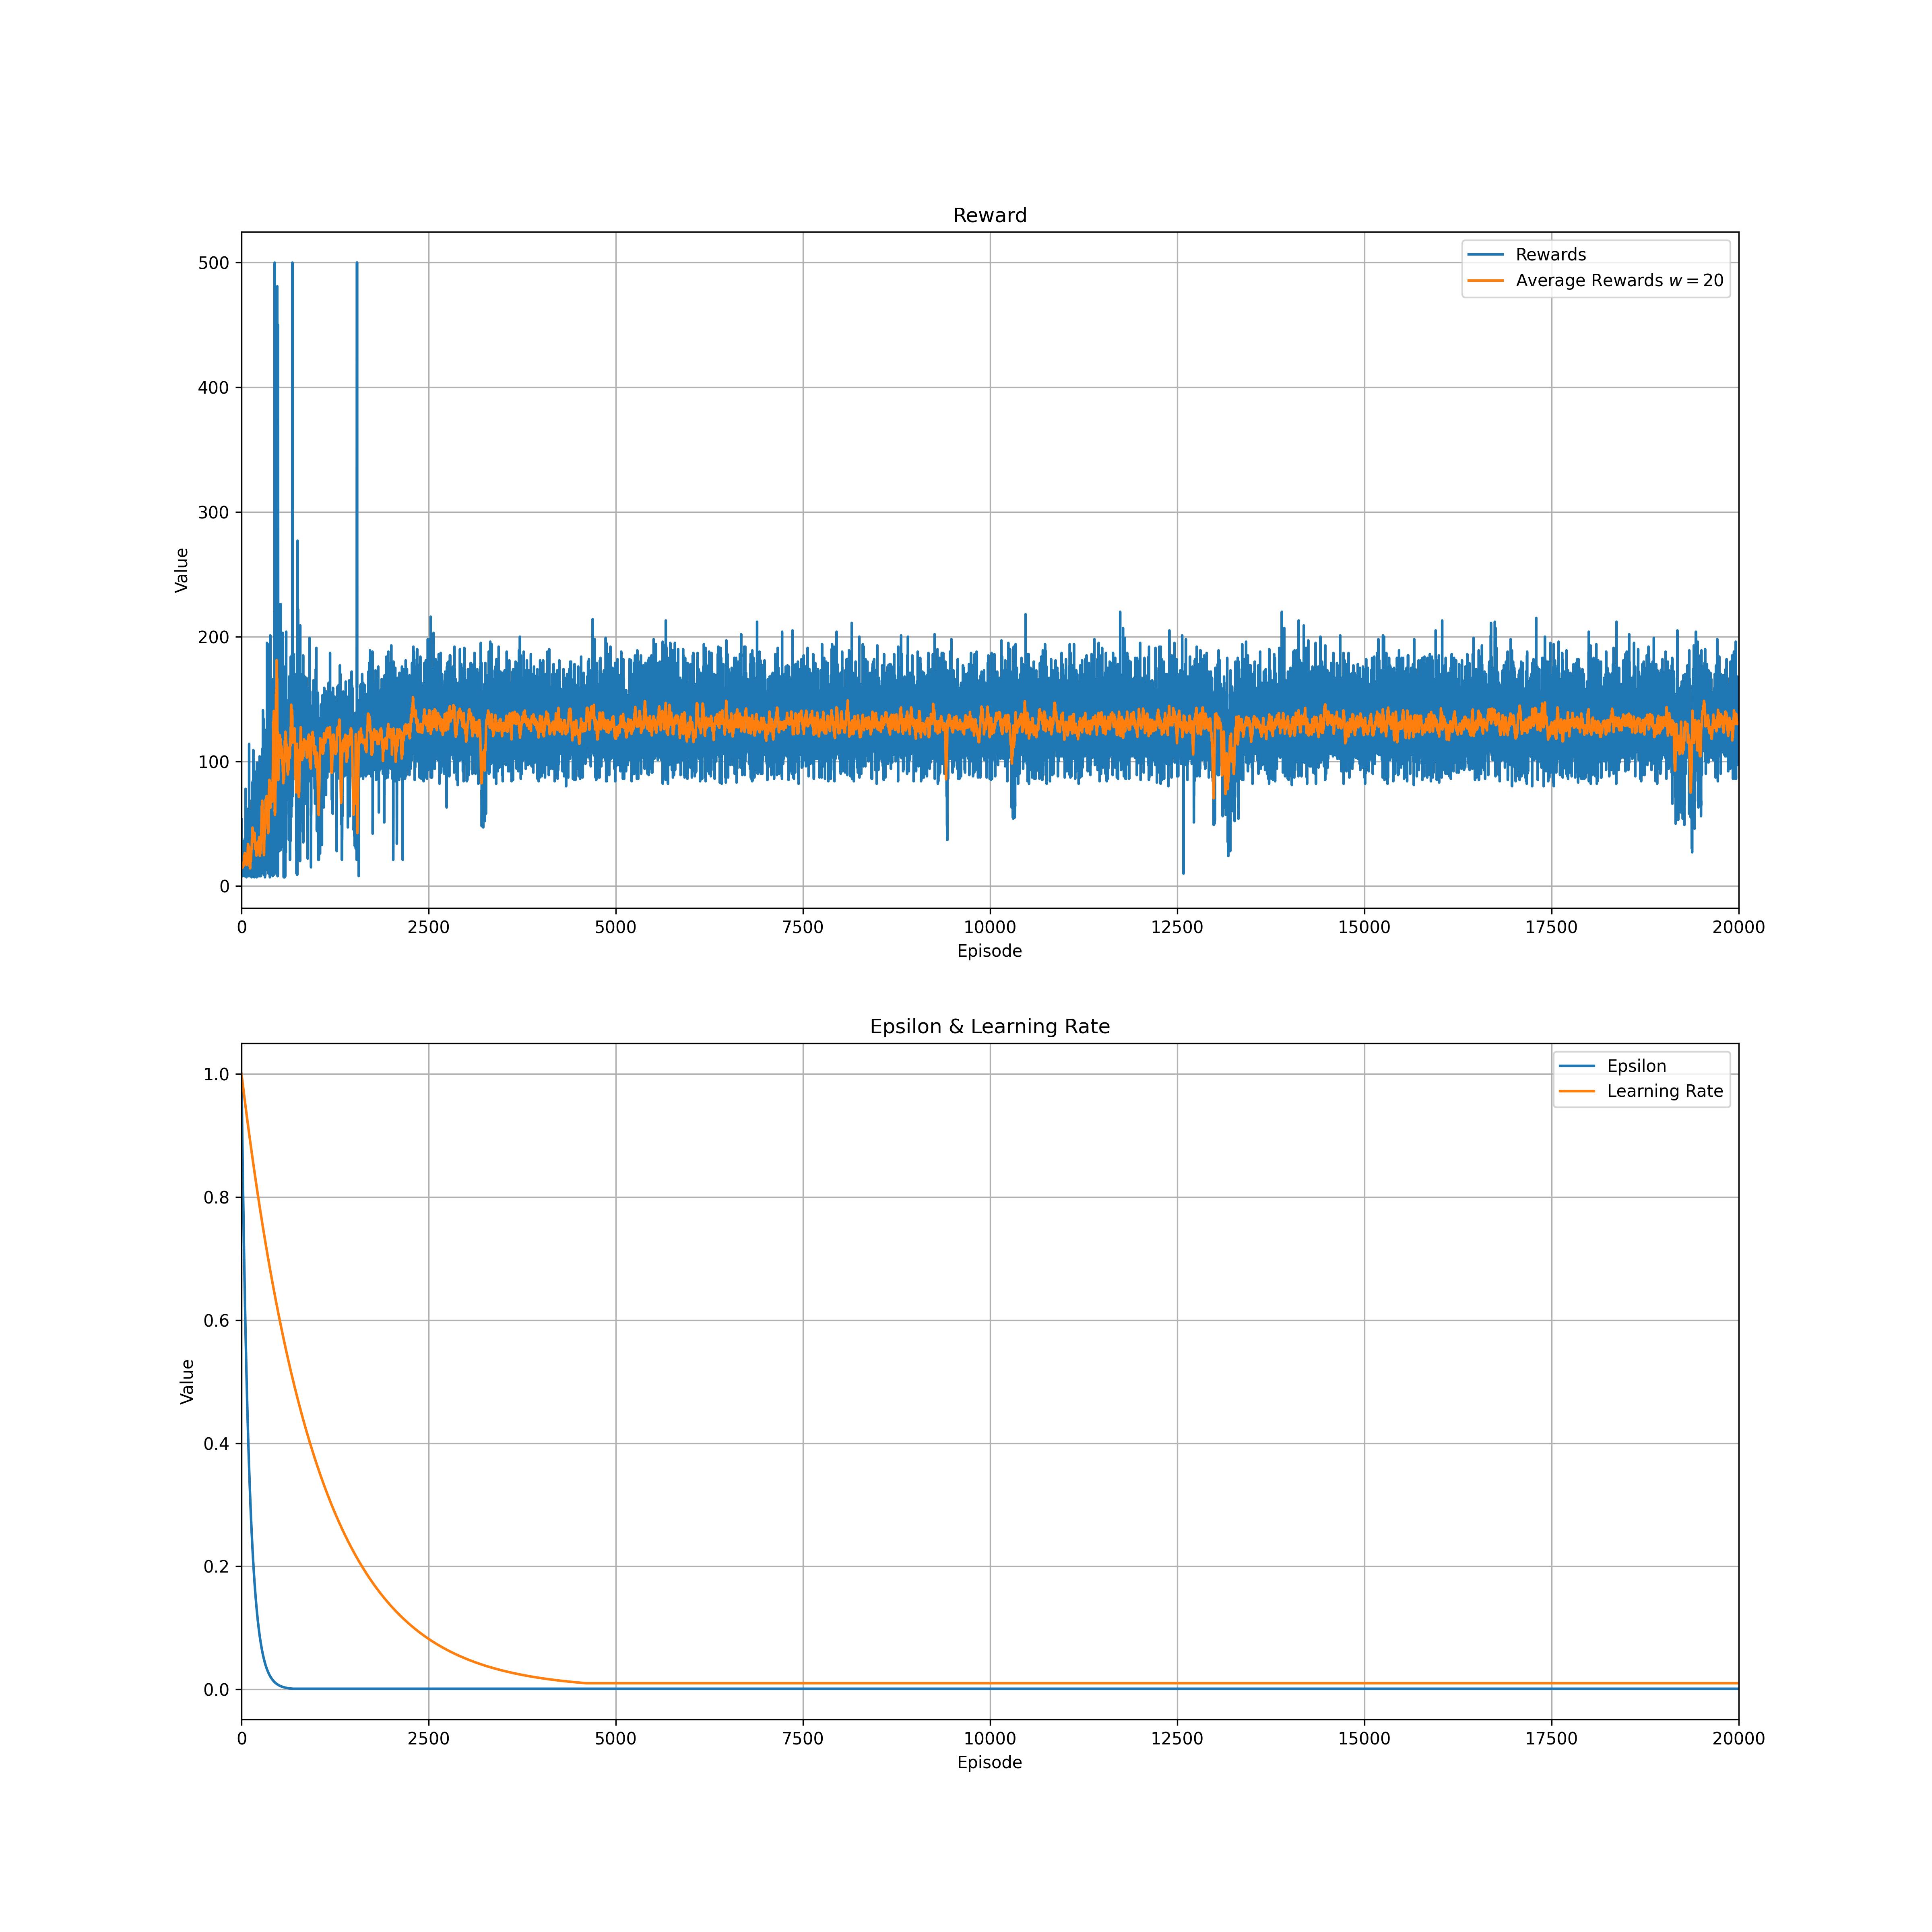 Reward
500
400
300
200
100
0
Value
Rewards
Average Rewards w = 20
0 2500 5000 7500 10000 12500 15000 17500 20000
Episode
Epsilon & Learning Rate
1.0
0.8
0.6
0.4
0.2
0.0
Value
Epsilon
Learning Rate
0 2500 5000 7500 10000 12500 15000 17500 20000
Episode